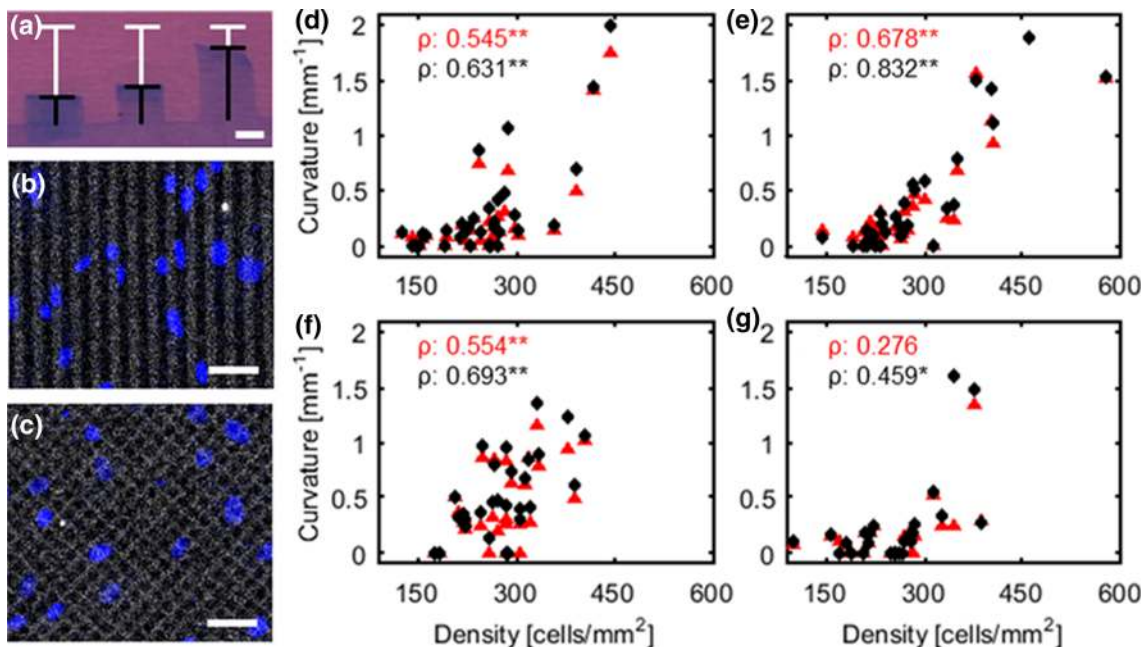 (a)
(b)
(c)
(d)
ρ: 0.545**
ρ: 0.631**
Curvature [mm⁻¹]
2
1.5
1
0.5
0
150 300 450 600
(e)
ρ: 0.678**
ρ: 0.832**
Curvature [mm⁻¹]
2
1.5
1
0.5
0
150 300 450 600
(f)
ρ: 0.554**
ρ: 0.693**
Curvature [mm⁻¹]
2
1.5
1
0.5
0
150 300 450 600
Density [cells/mm²]
(g)
ρ: 0.276
ρ: 0.459*
2
1.5
1
0.5
0
150 300 450 600
Density [cells/mm²]